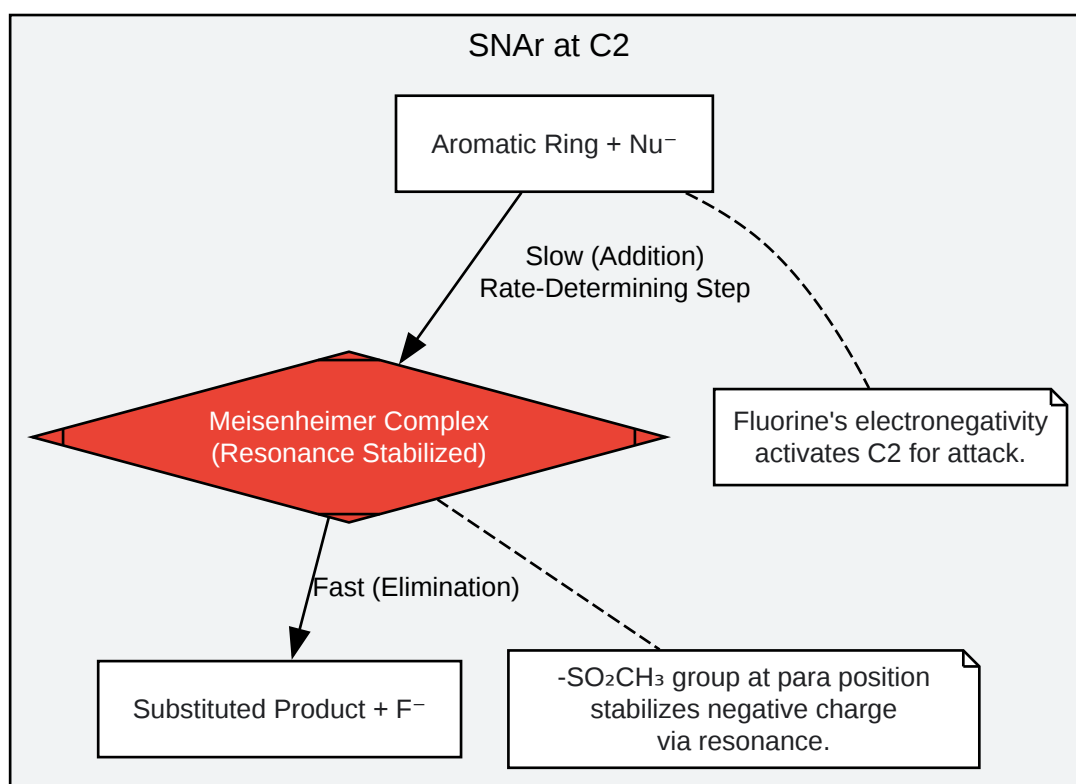 SNAr at C2
Aromatic Ring + Nu⁻
Slow (Addition)
Rate-Determining Step
Meisenheimer Complex
(Resonance Stabilized)
Fluorine's electronegativity
activates C2 for attack.
Fast (Elimination)
Substituted Product + F⁻
-SO₂CH₃ group at para position
stabilizes negative charge
via resonance.